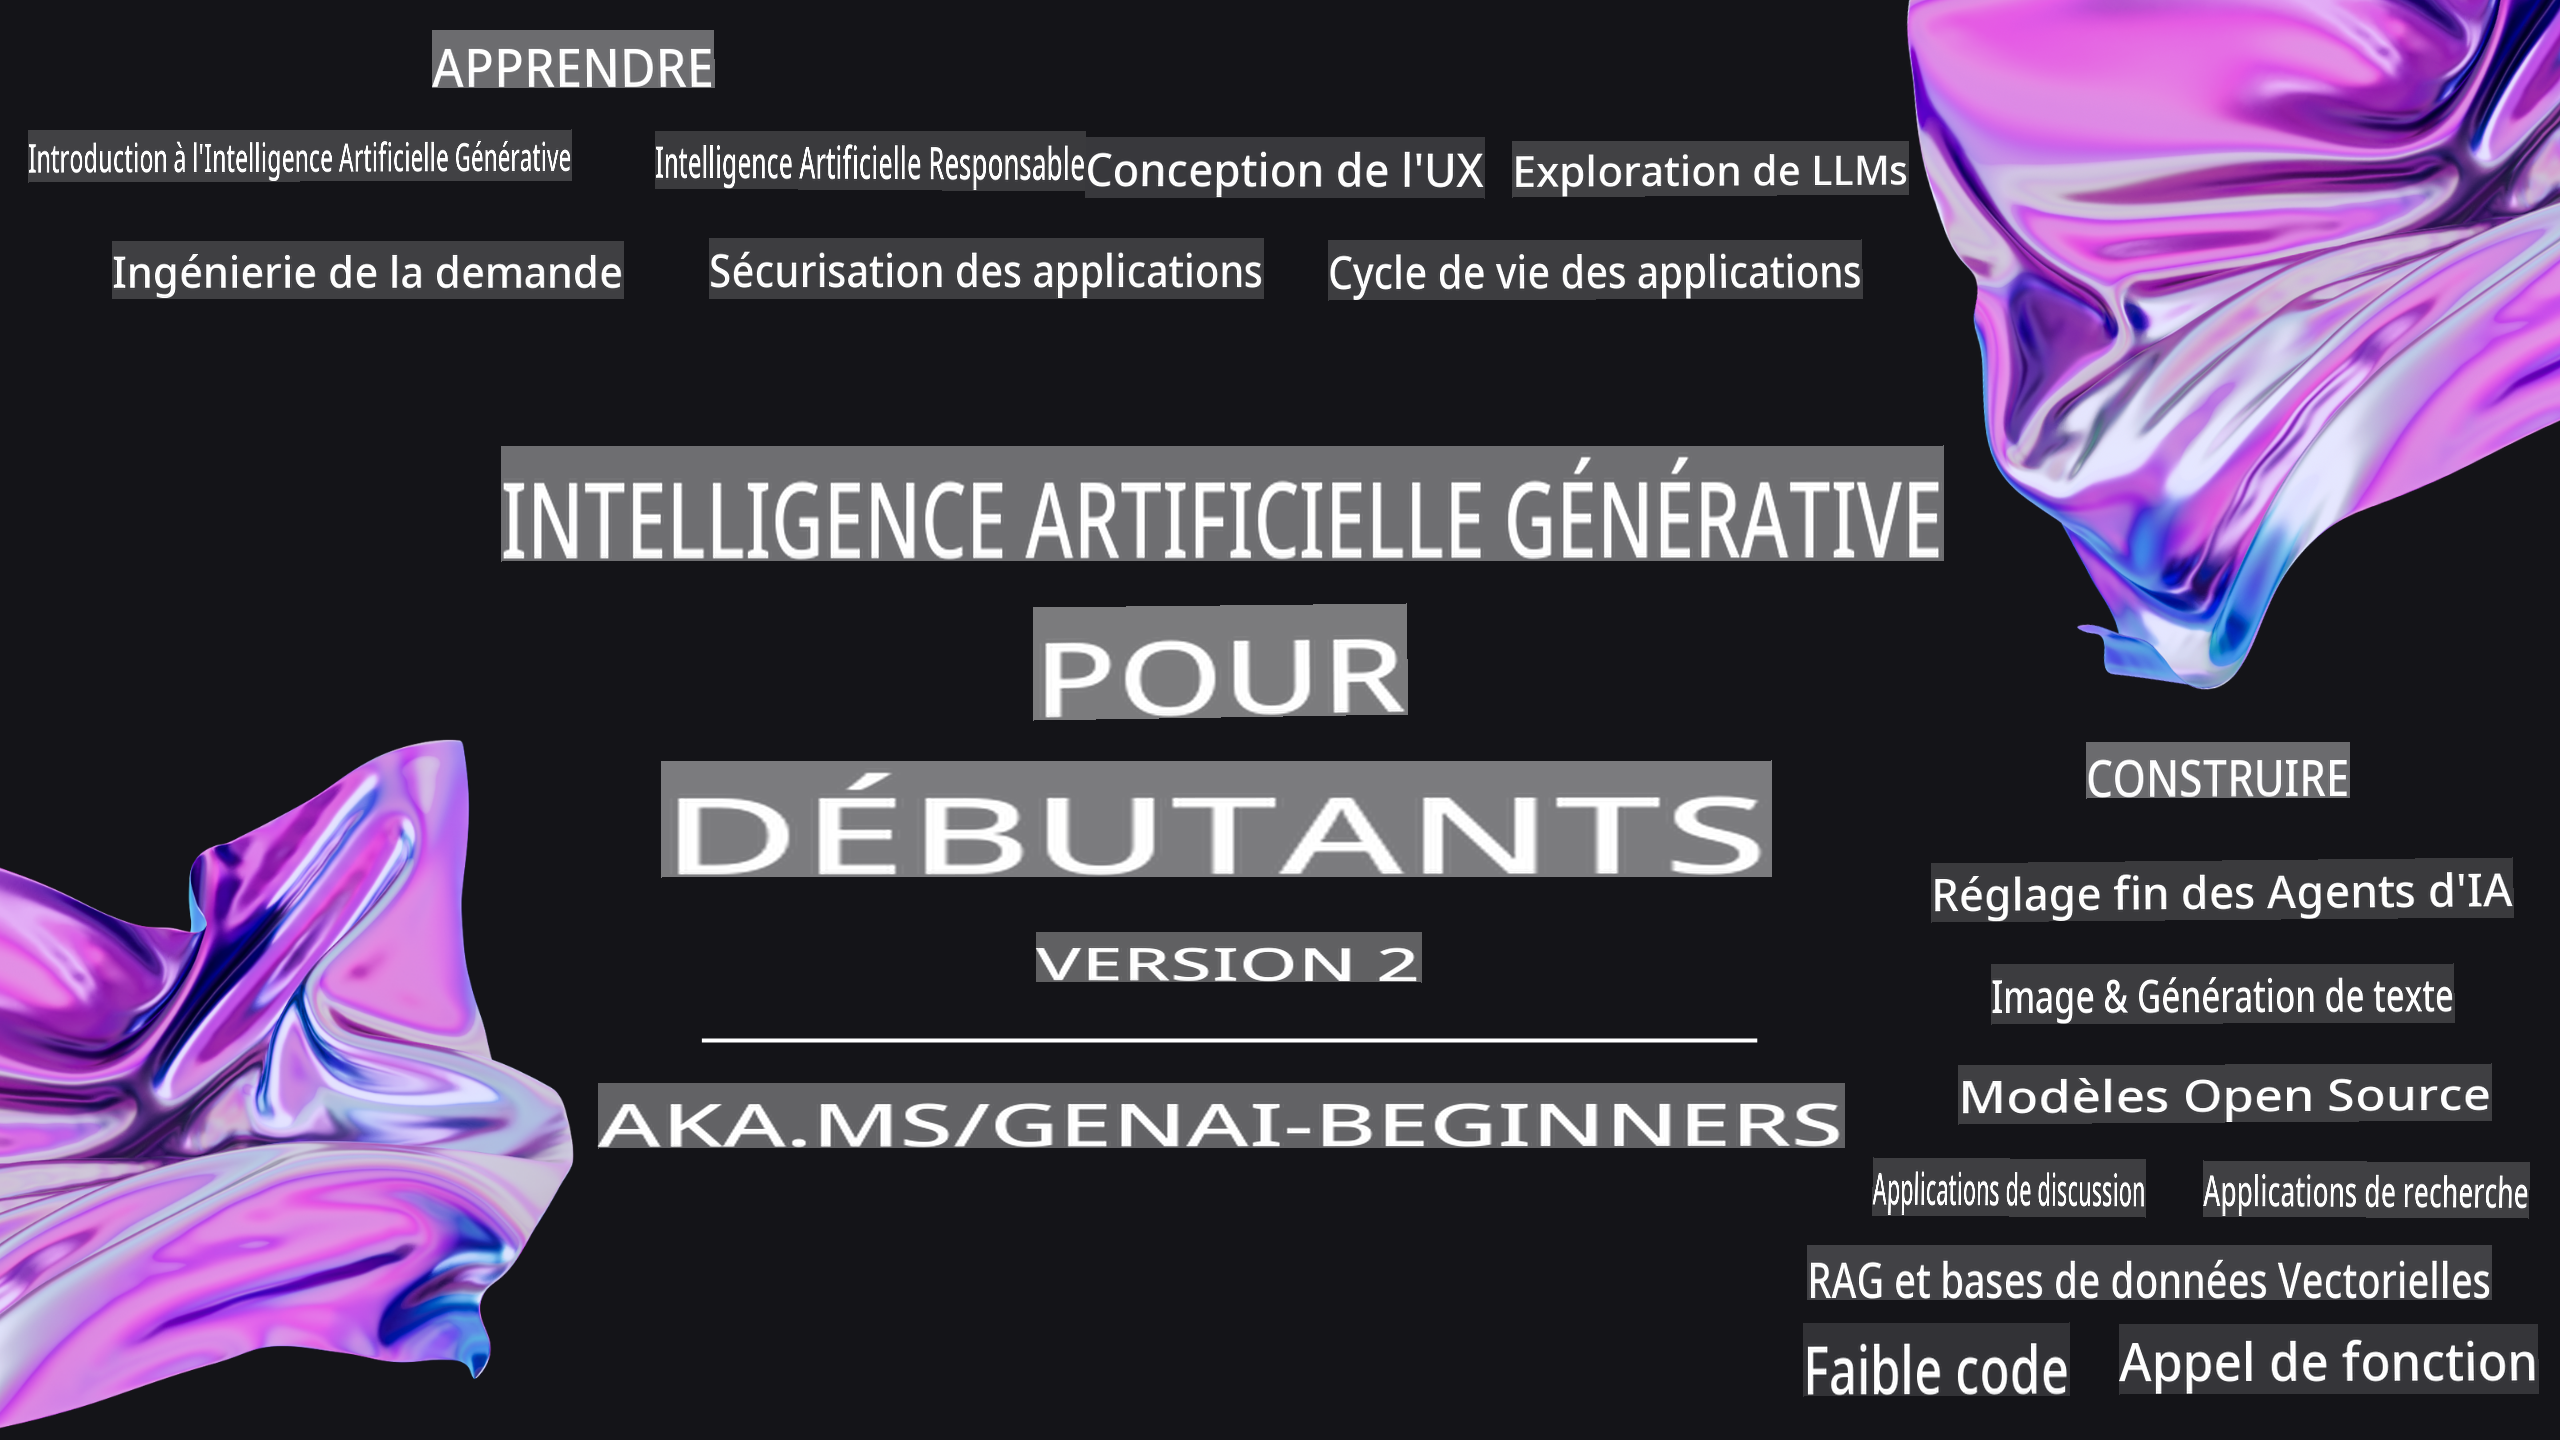 APPRENDRE
Introduction à l'Intelligence Artificielle Générative
Intelligence Artificielle Responsable
Conception de l'UX
Exploration de LLMs
Ingénierie de la demande
Sécurisation des applications
Cycle de vie des applications
INTELLIGENCE ARTIFICIELLE GÉNÉRATIVE
POUR
DÉBUTANTS
VERSION 2
AKA.MS/GENAI-BEGINNERS
CONSTRUIRE
Réglage fin des Agents d'IA
Image & Génération de texte
Modèles Open Source
Applications de discussion
Applications de recherche
RAG et bases de données Vectorielles
Faible code
Appel de fonction